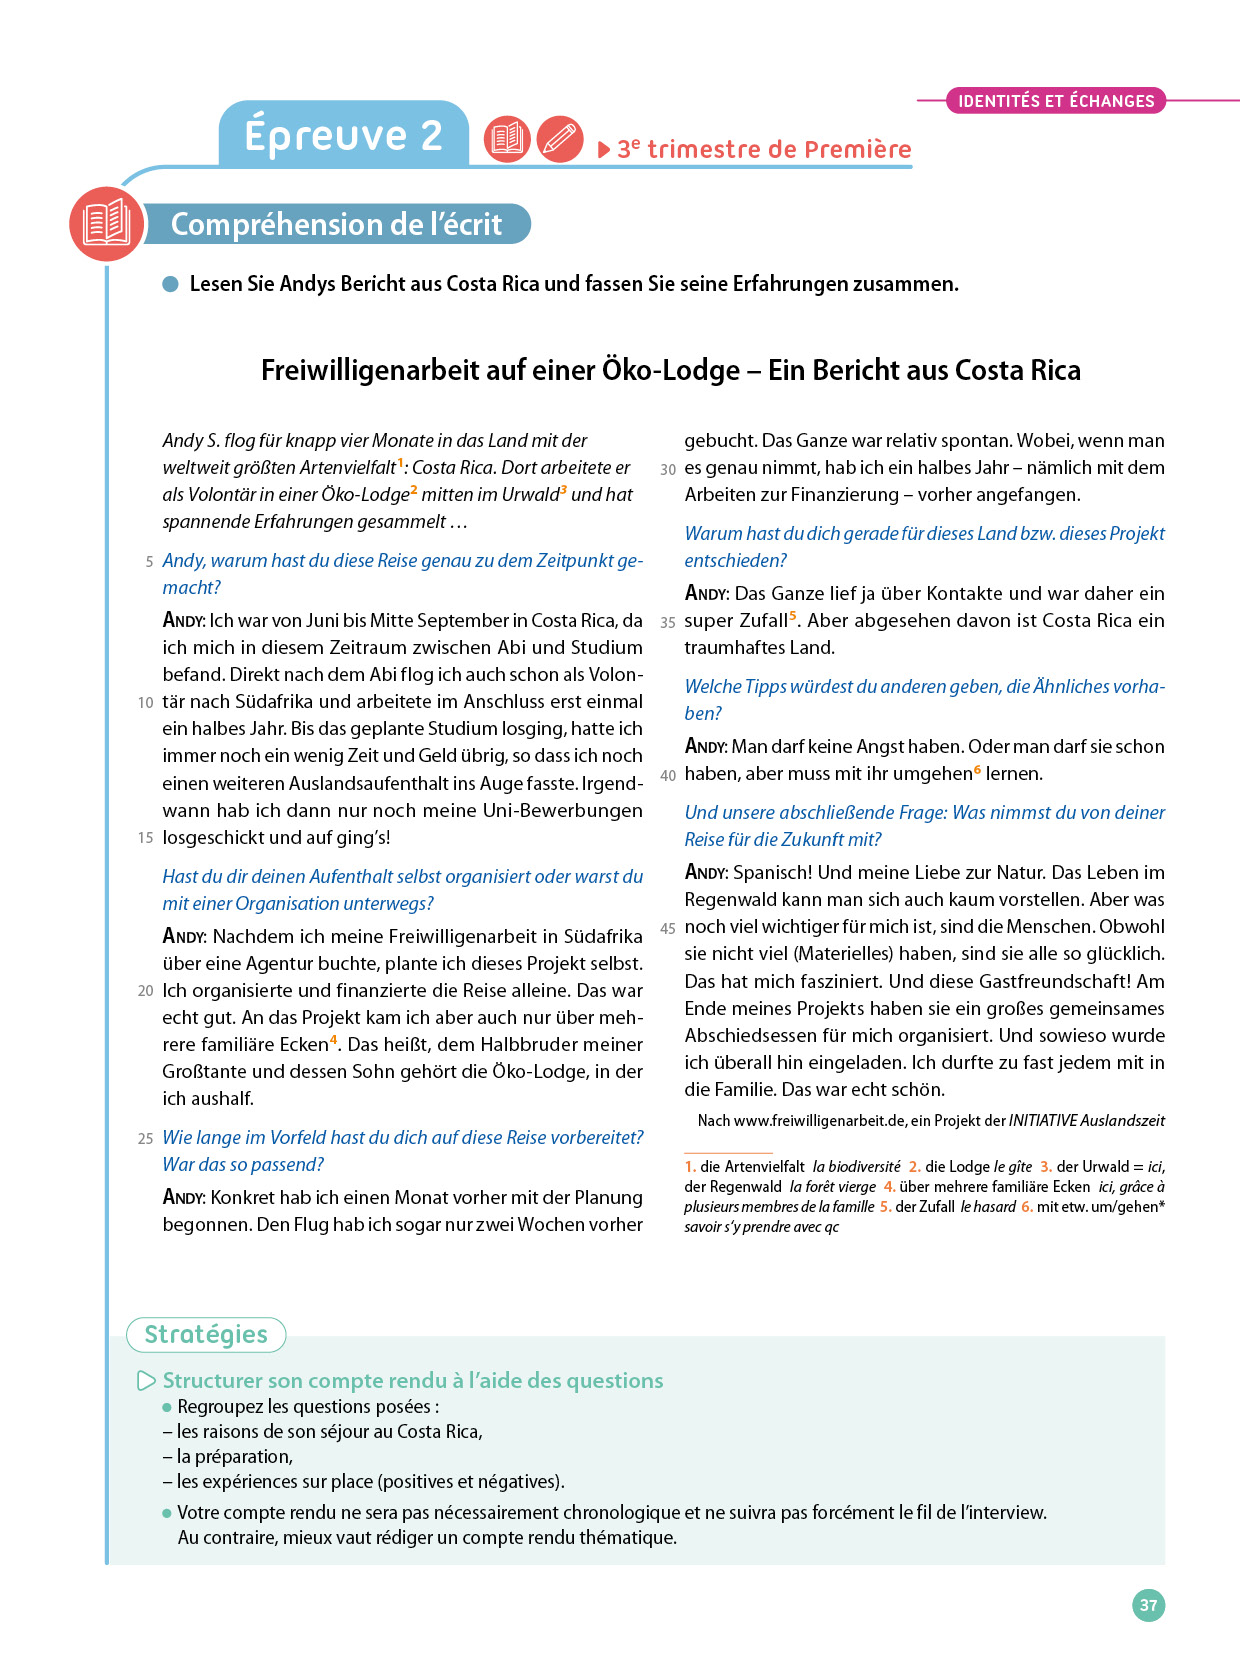 IDENTITÉS ET ÉCHANGES
Épreuve 2
3e trimestre de Première
Compréhension de l'écrit
● Lesen Sie Andys Bericht aus Costa Rica und fassen Sie seine Erfahrungen zusammen.
Freiwilligenarbeit auf einer Öko-Lodge – Ein Bericht aus Costa Rica
Andy S. flog für knapp vier Monate in das Land mit der
weltweit größten Artenvielfalt1: Costa Rica. Dort arbeitete er
als Volontär in einer Öko-Lodge2 mitten im Urwald3 und hat
spannende Erfahrungen gesammelt …
5 Andy, warum hast du diese Reise genau zu dem Zeitpunkt ge-
macht?
ANDY: Ich war von Juni bis Mitte September in Costa Rica, da
ich mich in diesem Zeitraum zwischen Abi und Studium
befand. Direkt nach dem Abi flog ich auch schon als Volon-
10 tär nach Südafrika und arbeitete im Anschluss erst einmal
ein halbes Jahr. Bis das geplante Studium losging, hatte ich
immer noch ein wenig Zeit und Geld übrig, so dass ich noch
einen weiteren Auslandsaufenthalt ins Auge fasste. Irgend-
wann hab ich dann nur noch meine Uni-Bewerbungen
15 losgeschickt und auf ging's!
Hast du dir deinen Aufenthalt selbst organisiert oder warst du
mit einer Organisation unterwegs?
ANDY: Nachdem ich meine Freiwilligenarbeit in Südafrika
über eine Agentur buchte, plante ich dieses Projekt selbst.
20 Ich organisierte und finanzierte die Reise alleine. Das war
echt gut. An das Projekt kam ich aber auch nur über meh-
rere familiäre Ecken4. Das heißt, dem Halbbruder meiner
Großtante und dessen Sohn gehört die Öko-Lodge, in der
ich aushalf.
25 Wie lange im Vorfeld hast du dich auf diese Reise vorbereitet?
War das so passend?
ANDY: Konkret hab ich einen Monat vorher mit der Planung
begonnen. Den Flug hab ich sogar nur zwei Wochen vorher
gebucht. Das Ganze war relativ spontan. Wobei, wenn man
30 es genau nimmt, hab ich ein halbes Jahr – nämlich mit dem
Arbeiten zur Finanzierung – vorher angefangen.
Warum hast du dich gerade für dieses Land bzw. dieses Projekt
entschieden?
ANDY: Das Ganze lief ja über Kontakte und war daher ein
35 super Zufall5. Aber abgesehen davon ist Costa Rica ein
traumhaftes Land.
Welche Tipps würdest du anderen geben, die Ähnliches vorha-
ben?
ANDY: Man darf keine Angst haben. Oder man darf sie schon
40 haben, aber muss mit ihr umgehen6 lernen.
Und unsere abschließende Frage: Was nimmst du von deiner
Reise für die Zukunft mit?
ANDY: Spanisch! Und meine Liebe zur Natur. Das Leben im
Regenwald kann man sich auch kaum vorstellen. Aber was
45 noch viel wichtiger für mich ist, sind die Menschen. Obwohl
sie nicht viel (Materielles) haben, sind sie alle so glücklich.
Das hat mich fasziniert. Und diese Gastfreundschaft! Am
Ende meines Projekts haben sie ein großes gemeinsames
Abschiedsessen für mich organisiert. Und sowieso wurde
ich überall hin eingeladen. Ich durfte zu fast jedem mit in
die Familie. Das war echt schön.
Nach www.freiwilligenarbeit.de, ein Projekt der INITIATIVE Auslandszeit
1. die Artenvielfalt la biodiversité 2. die Lodge le gîte 3. der Urwald = ici,
der Regenwald la forêt vierge 4. über mehrere familiäre Ecken ici, grâce à
plusieurs membres de la famille 5. der Zufall le hasard 6. mit etw. um/gehen*
savoir s'y prendre avec qc
Stratégies
Structurer son compte rendu à l'aide des questions
● Regroupez les questions posées :
– les raisons de son séjour au Costa Rica,
– la préparation,
– les expériences sur place (positives et négatives).
● Votre compte rendu ne sera pas nécessairement chronologique et ne suivra pas forcément le fil de l'interview.
Au contraire, mieux vaut rédiger un compte rendu thématique.
37